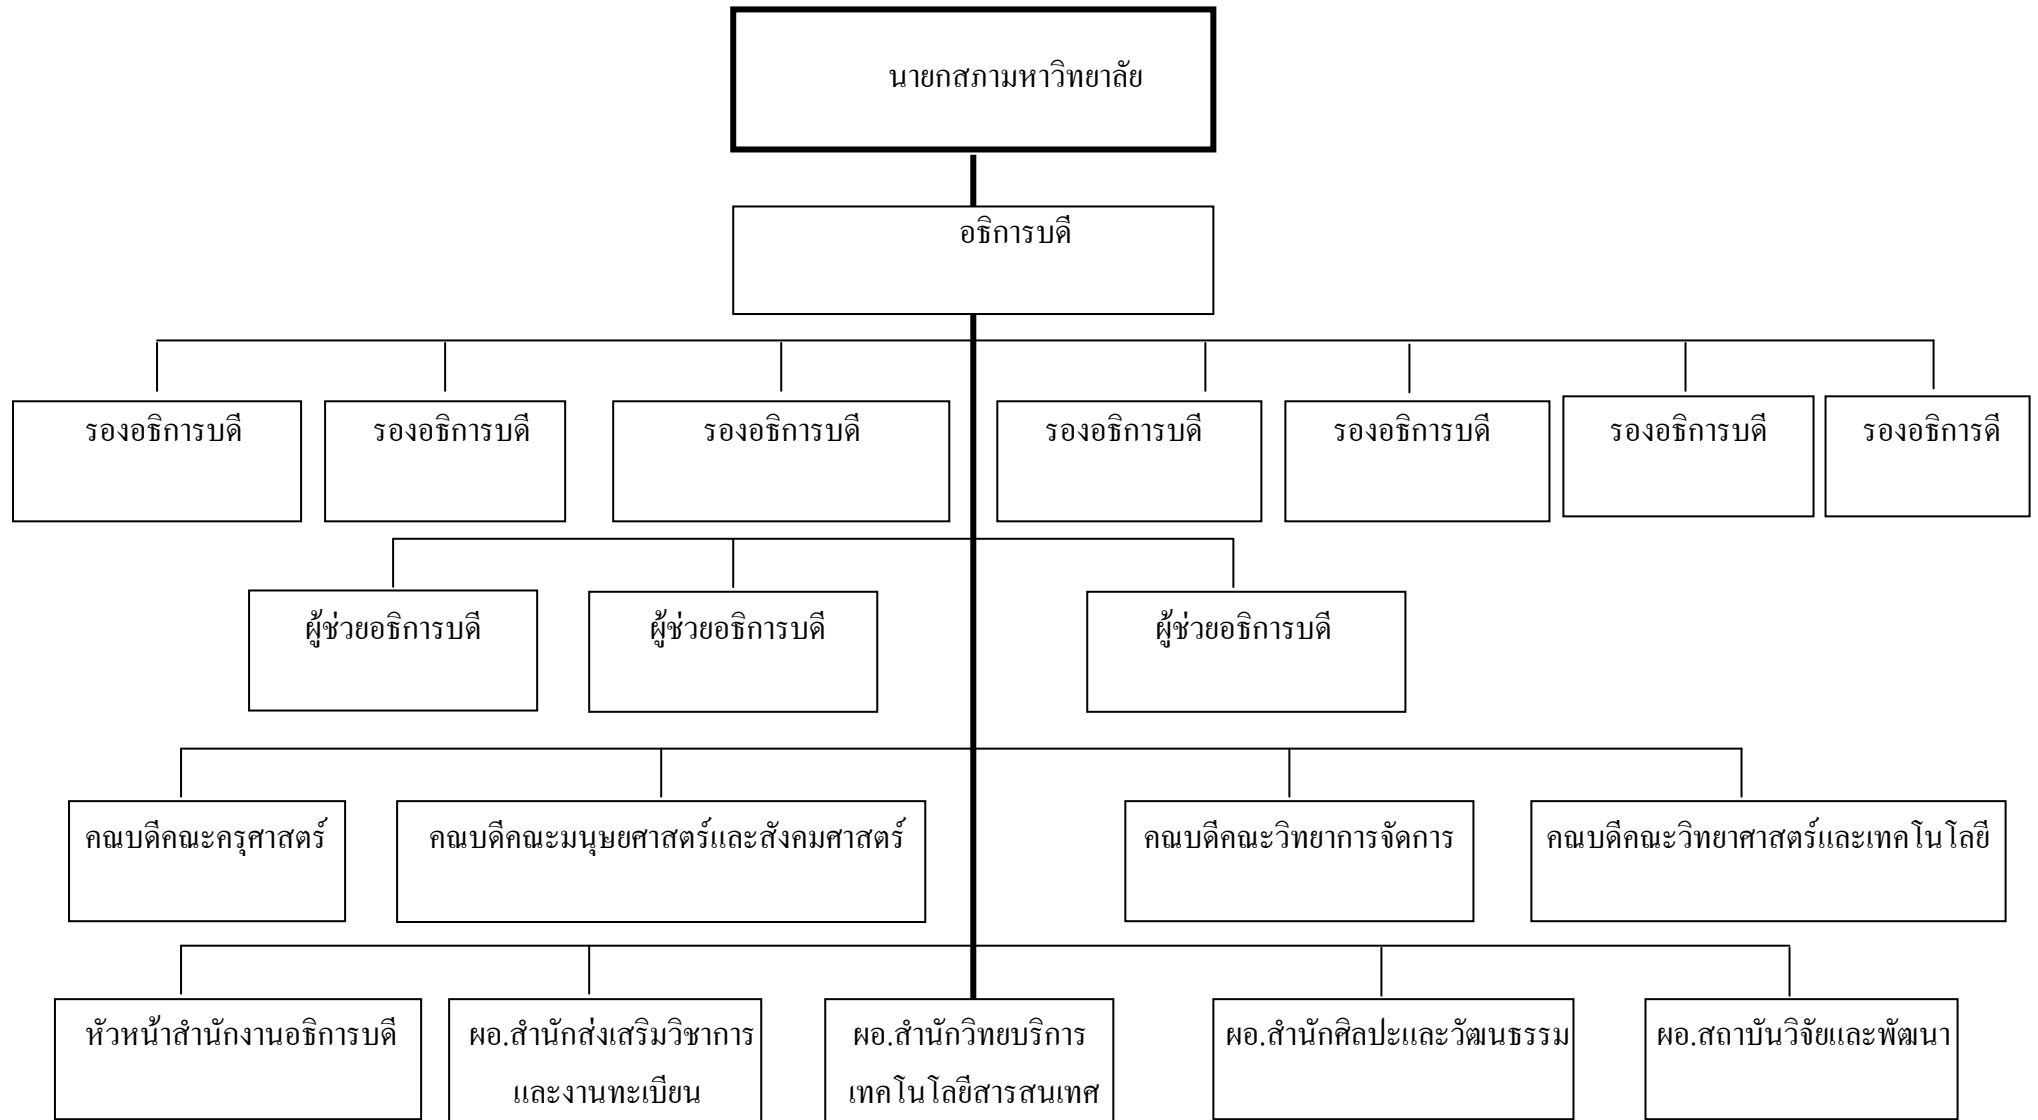 นายกสภามหาวิทยาลัย
อธิการบดี
รองอธิการบดี
รองอธิการบดี
รองอธิการบดี
รองอธิการบดี
รองอธิการบดี
รองอธิการบดี
รองอธิการดี
ผู้ช่วยอธิการบดี
ผู้ช่วยอธิการบดี
ผู้ช่วยอธิการบดี
คณบดีคณะครุศาสตร์
คณบดีคณะมนุษยศาสตร์และสังคมศาสตร์
คณบดีคณะวิทยาการจัดการ
คณบดีคณะวิทยาศาสตร์และเทคโนโลยี
หัวหน้าสำนักงานอธิการบดี
ผอ.สำนักส่งเสริมวิชาการ
และงานทะเบียน
ผอ.สำนักวิทยบริการ
เทคโนโลยีสารสนเทศ
ผอ.สำนักศิลปะและวัฒนธรรม
ผอ.สถาบันวิจัยและพัฒนา